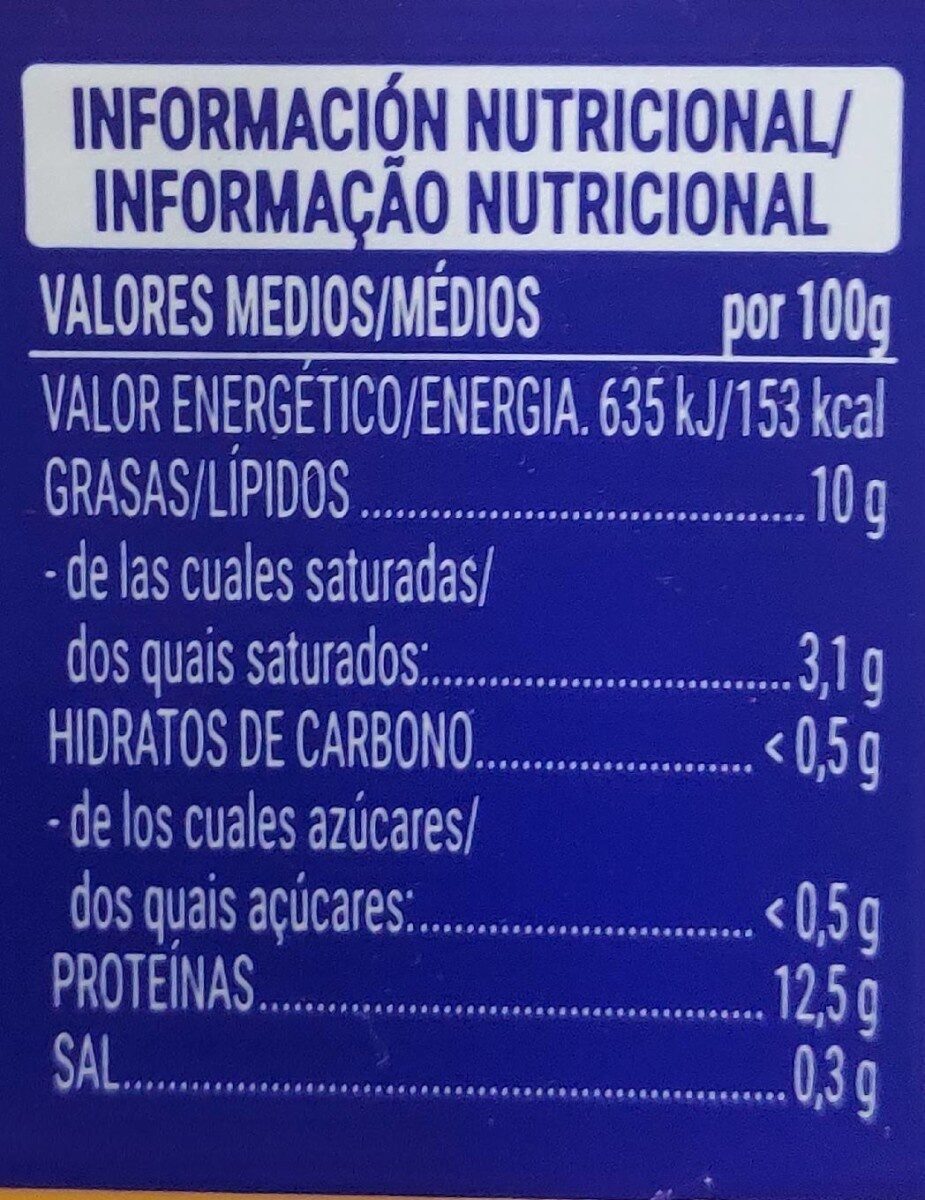 INFORMACIÓN NUTRICIONAL/
INFORMAÇÃO NUTRICIONAL
VALORES MEDIOS/MÉDIOS por 100g
VALOR ENERGÉTICO/ENERGIA. 635 kJ/153 kcal
GRASAS/LÍPIDOS ........................................ 10 g
- de las cuales saturadas/
dos quais saturados:................................. 3,1 g
HIDRATOS DE CARBONO......................... < 0,5 g
- de los cuales azúcares/
dos quais açúcares:............................... < 0,5 g
PROTEÍNAS............................................. 12,5 g
SAL............................................................ 0,3 g